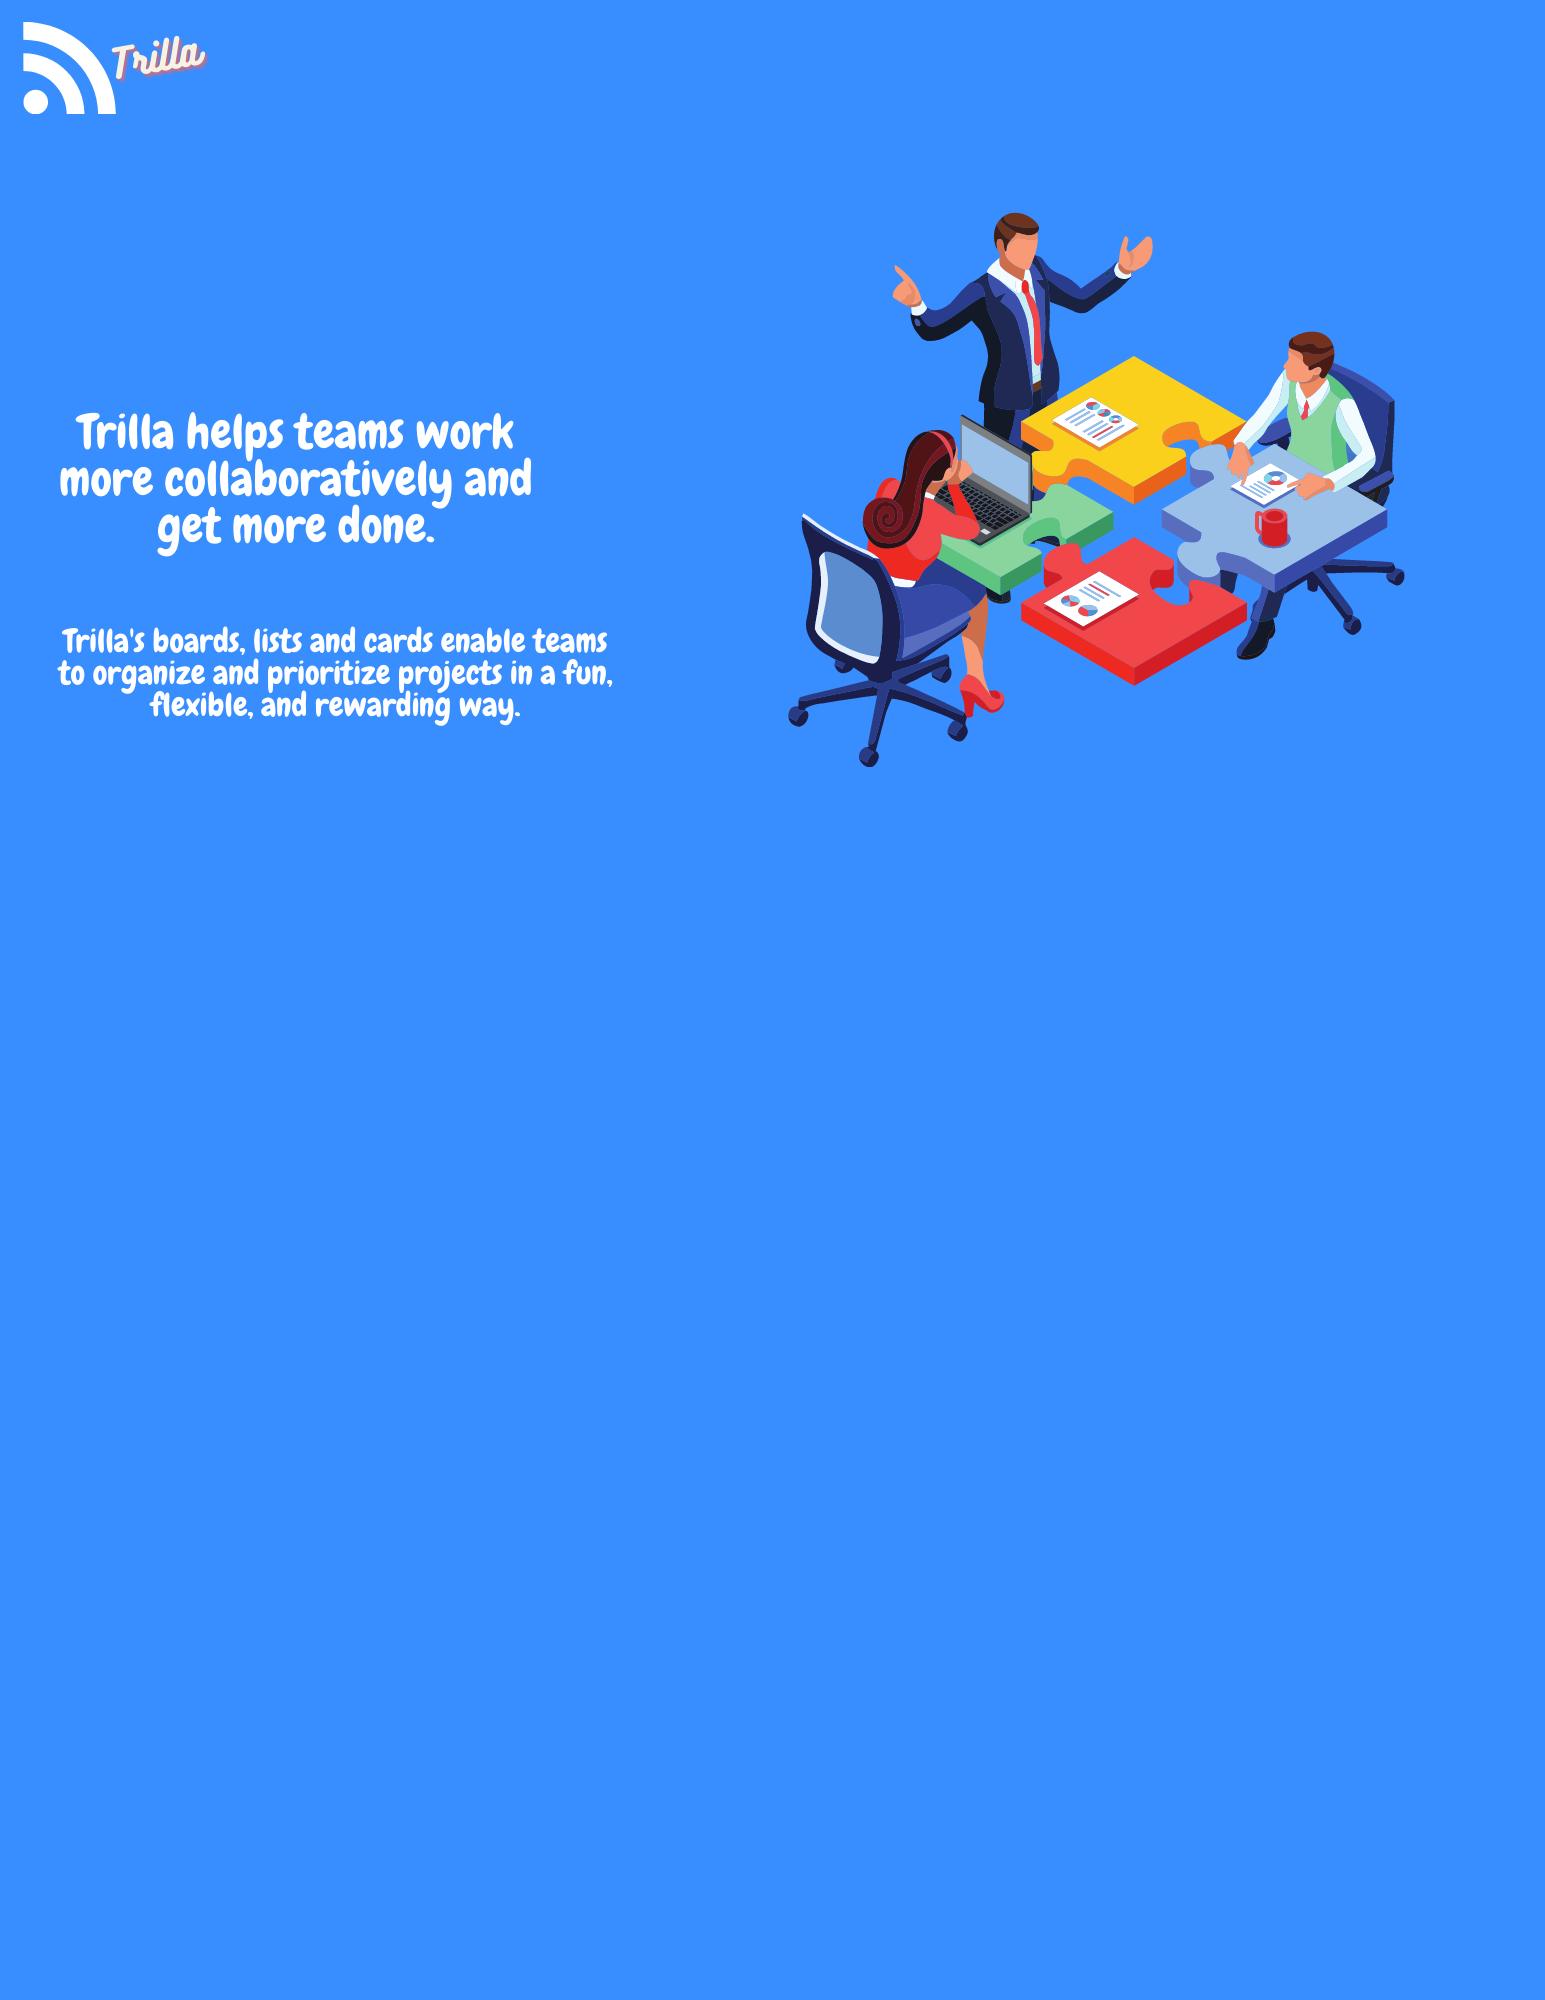 Trilla
Trilla helps teams work
more collaboratively and
get more done.
Trilla's boards, lists and cards enable teams
to organize and prioritize projects in a fun,
flexible, and rewarding way.